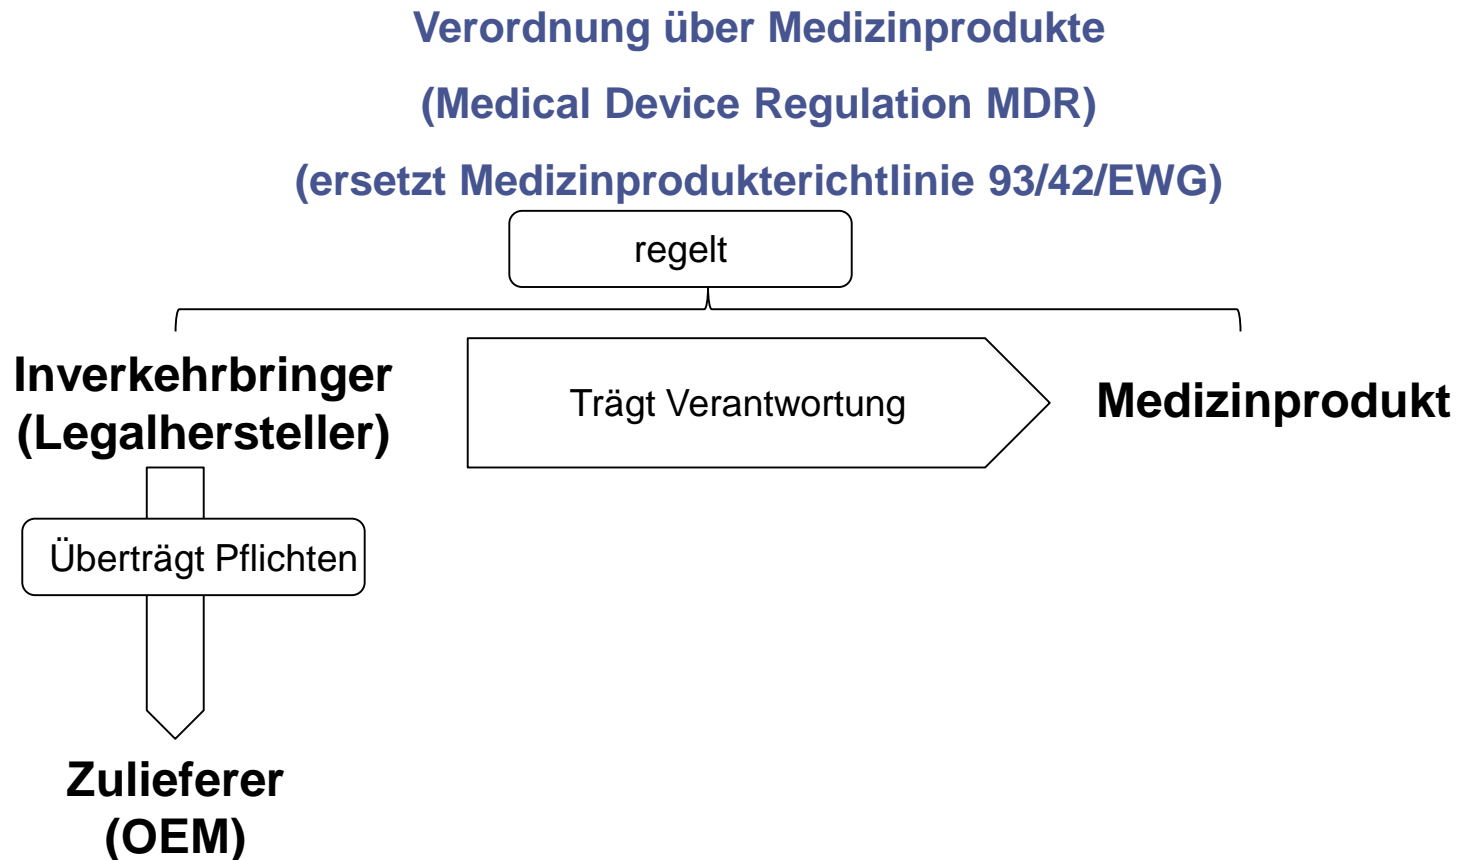 Verordnung über Medizinprodukte
(Medical Device Regulation MDR)
(ersetzt Medizinprodukterichtlinie 93/42/EWG)
regelt
Inverkehrbringer
(Legalhersteller)
Trägt Verantwortung
Medizinprodukt
Überträgt Pflichten
Zulieferer
(OEM)